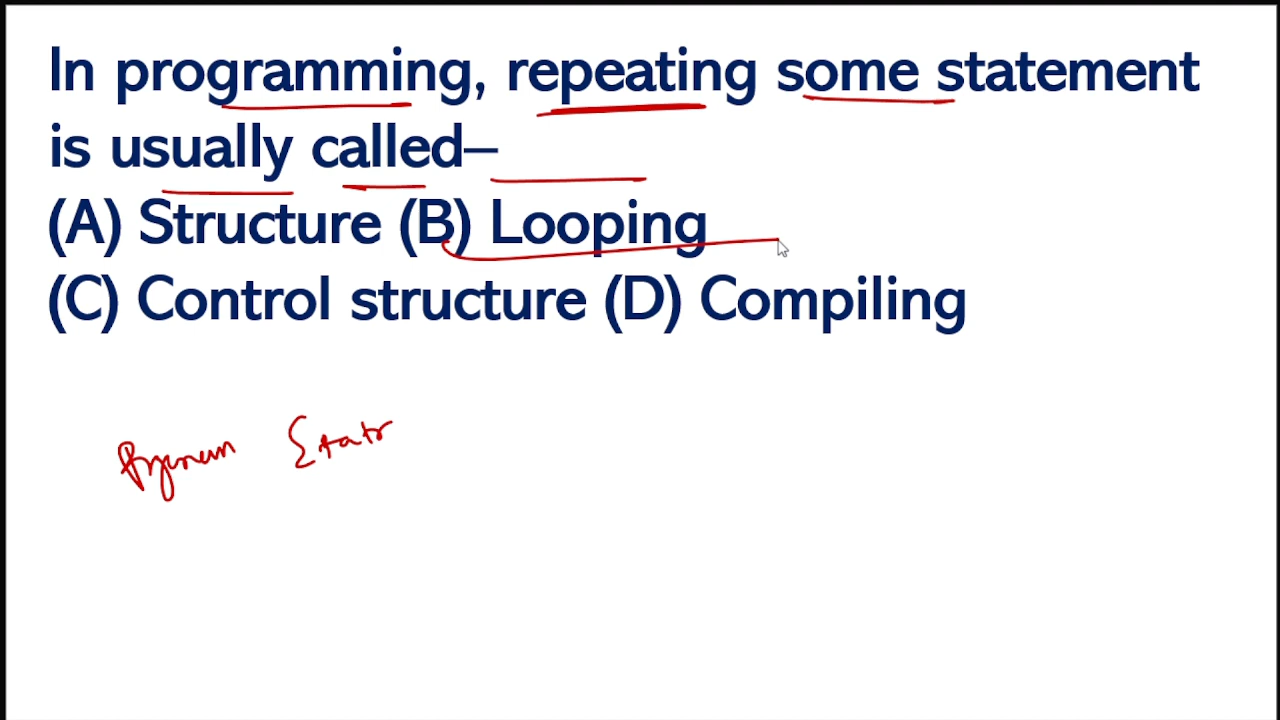 In programming, repeating some statement
is usually called–
(A) Structure (B) Looping
(C) Control structure (D) Compiling